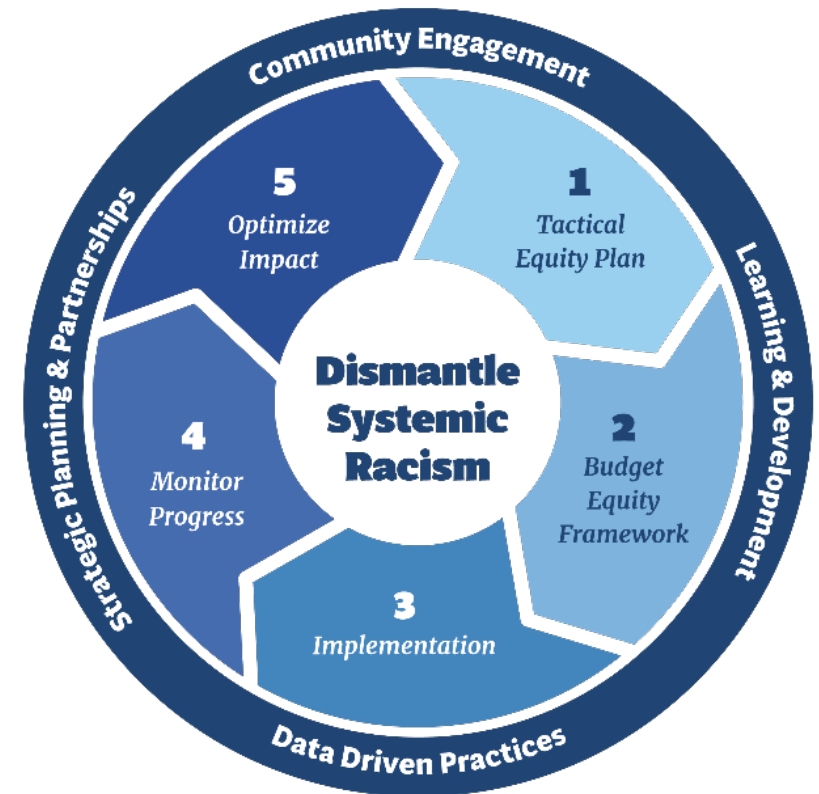 Community Engagement
Learning & Development
Data Driven Practices
Strategic Planning & Partnerships
1
Tactical
Equity Plan
2
Budget
Equity
Framework
3
Implementation
4
Monitor
Progress
5
Optimize
Impact
Dismantle
Systemic
Racism